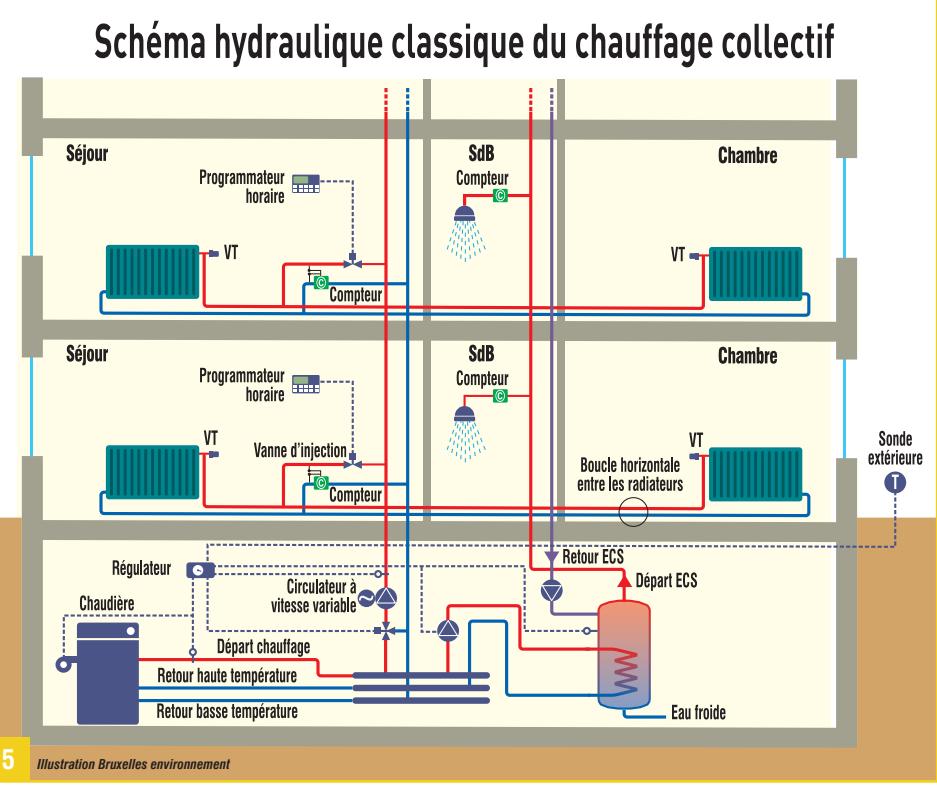 Schéma hydraulique classique du chauffage collectif
Séjour
SdB
Chambre
Programmateur
horaire
Compteur
C
VT
VT
C
Compteur
Séjour
SdB
Chambre
Programmateur
horaire
Compteur
C
VT
Vanne d'injection
VT
C
Compteur
Boucle horizontale
entre les radiateurs
Sonde
extérieure
T
Régulateur
Retour ECS
Départ ECS
Circulateur à
vitesse variable
Chaudière
Départ chauffage
Retour haute température
Retour basse température
Eau froide
5
Illustration Bruxelles environnement